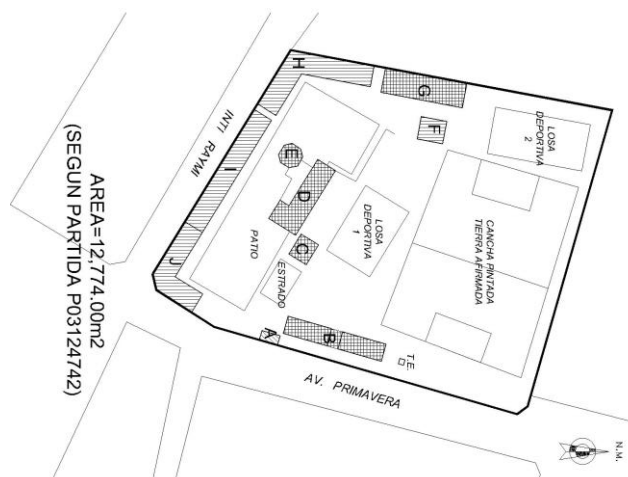 H
G
F
LOSA
DEPORTIVA
2
INTI RAYMI
I
E
D
C
LOSA
DEPORTIVA
1
CANCHA PINTADA
TIERRA AFIRMADA
PATIO
ESTRADO
J
A
B
T.E.
AV. PRIMAVERA
AREA=12,774.00m2
(SEGUN PARTIDA P03124742)
N.M.